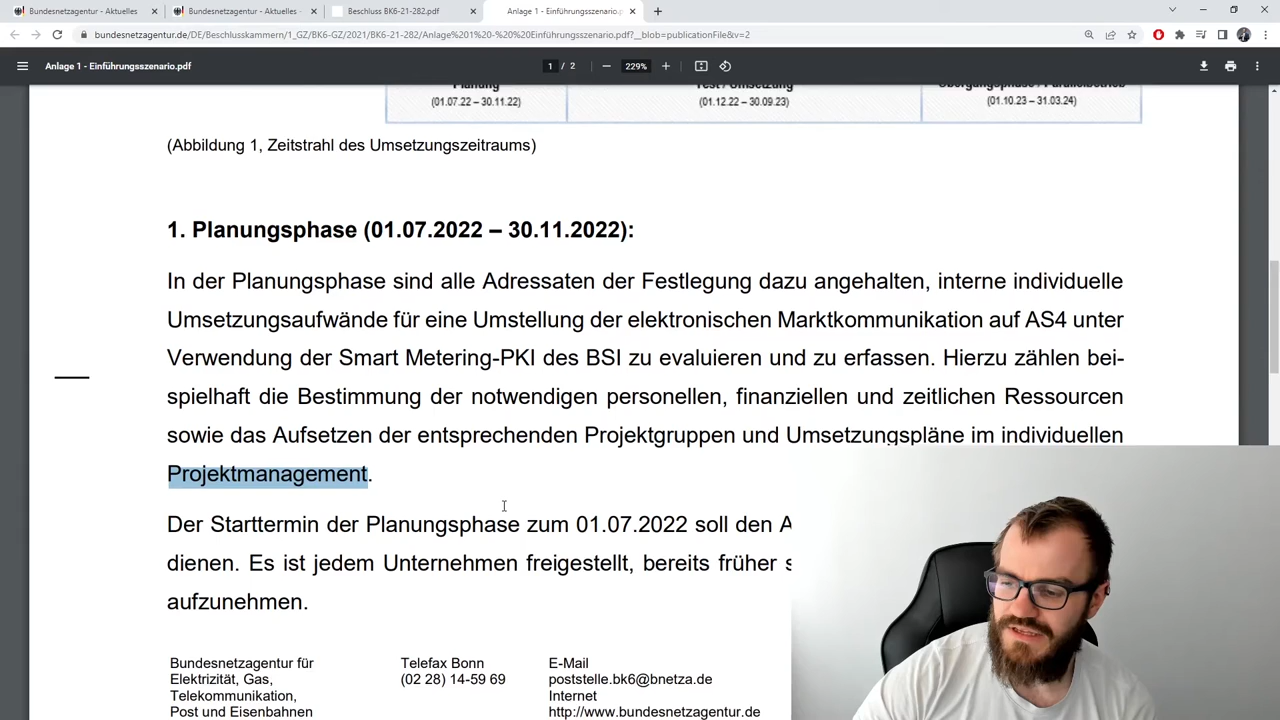 Bundesnetzagentur - Aktuelles
Bundesnetzagentur - Aktuelles -
Beschluss BK6-21-282.pdf
Anlage 1 - Einführungsszenario.p
bundesnetzagentur.de/DE/Beschlusskammern/1_GZ/BK6-GZ/2021/BK6-21-282/Anlage%201%20-%20%20Einführungsszenario.pdf?__blob=publicationFile&v=2
Anlage 1 - Einführungsszenario.pdf
1 / 2
229%
Planung
Test / Umsetzung
Übergangsphase / Parallelbetrieb
(01.07.22 – 30.11.22)
(01.12.22 – 30.09.23)
(01.10.23 – 31.03.24)
(Abbildung 1, Zeitstrahl des Umsetzungszeitraums)
1. Planungsphase (01.07.2022 – 30.11.2022):
In der Planungsphase sind alle Adressaten der Festlegung dazu angehalten, interne individuelle
Umsetzungsaufwände für eine Umstellung der elektronischen Marktkommunikation auf AS4 unter
Verwendung der Smart Metering-PKI des BSI zu evaluieren und zu erfassen. Hierzu zählen bei-
spielhaft die Bestimmung der notwendigen personellen, finanziellen und zeitlichen Ressourcen
sowie das Aufsetzen der entsprechenden Projektgruppen und Umsetzungspläne im individuellen
Projektmanagement.
Der Starttermin der Planungsphase zum 01.07.2022 soll den A
dienen. Es ist jedem Unternehmen freigestellt, bereits früher s
aufzunehmen.
Bundesnetzagentur für
Elektrizität, Gas,
Telekommunikation,
Post und Eisenbahnen
Telefax Bonn
(02 28) 14-59 69
E-Mail
poststelle.bk6@bnetza.de
Internet
http://www.bundesnetzagentur.de